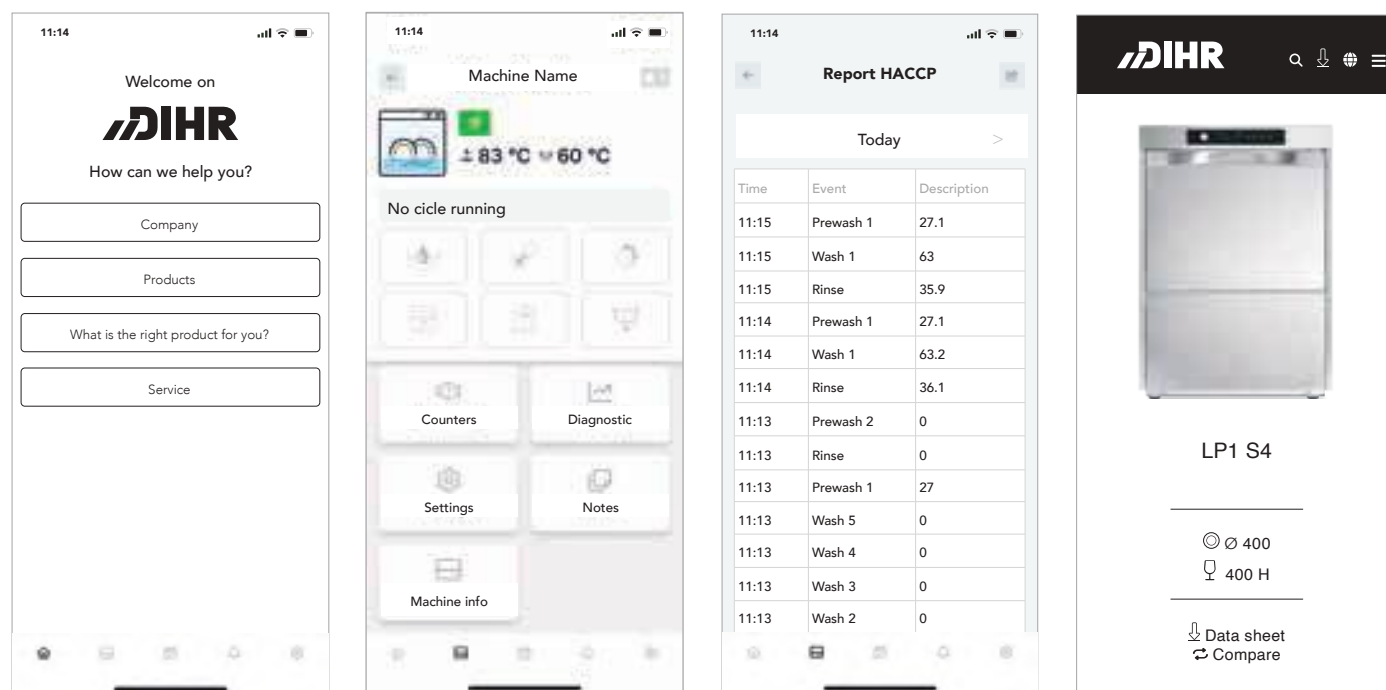 11:14
Welcome on
DIHR
How can we help you?
Company
Products
What is the right product for you?
Service
11:14
Machine Name
83 °C 60 °C
No cicle running
Counters
Diagnostic
Settings
Notes
Machine info
11:14
Report HACCP
Today >
Time Event Description
11:15 Prewash 1 27.1
11:15 Wash 1 63
11:15 Rinse 35.9
11:14 Prewash 1 27.1
11:14 Wash 1 63.2
11:14 Rinse 36.1
11:13 Prewash 2 0
11:13 Rinse 0
11:13 Prewash 1 27
11:13 Wash 5 0
11:13 Wash 4 0
11:13 Wash 3 0
11:13 Wash 2 0
DIHR
LP1 S4
Ø 400
400 H
Data sheet
Compare